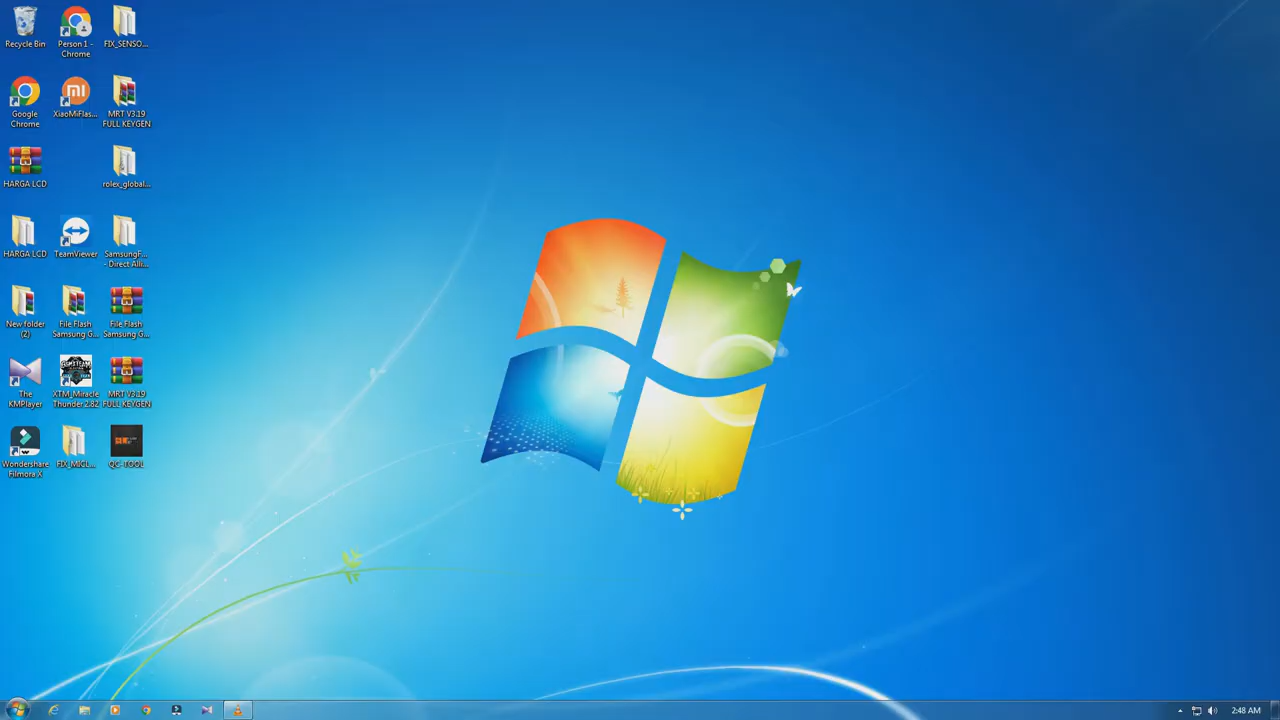 Recycle Bin
Person 1 -
Chrome
FIX_SENSO...
Google
Chrome
XiaoMiFlas...
MRT V3.19
FULL KEYGEN
HARGA LCD
rolex_global...
HARGA LCD
TeamViewer
SamsungF...
- Direct Alli...
New folder
(2)
File Flash
Samsung G...
File Flash
Samsung G...
The
KMPlayer
XTM_Miracle
Thunder 2.82
MRT V3.19
FULL KEYGEN
Wondershare
Filmora X
FIX_MICL...
QC-TOOL
2:48 AM